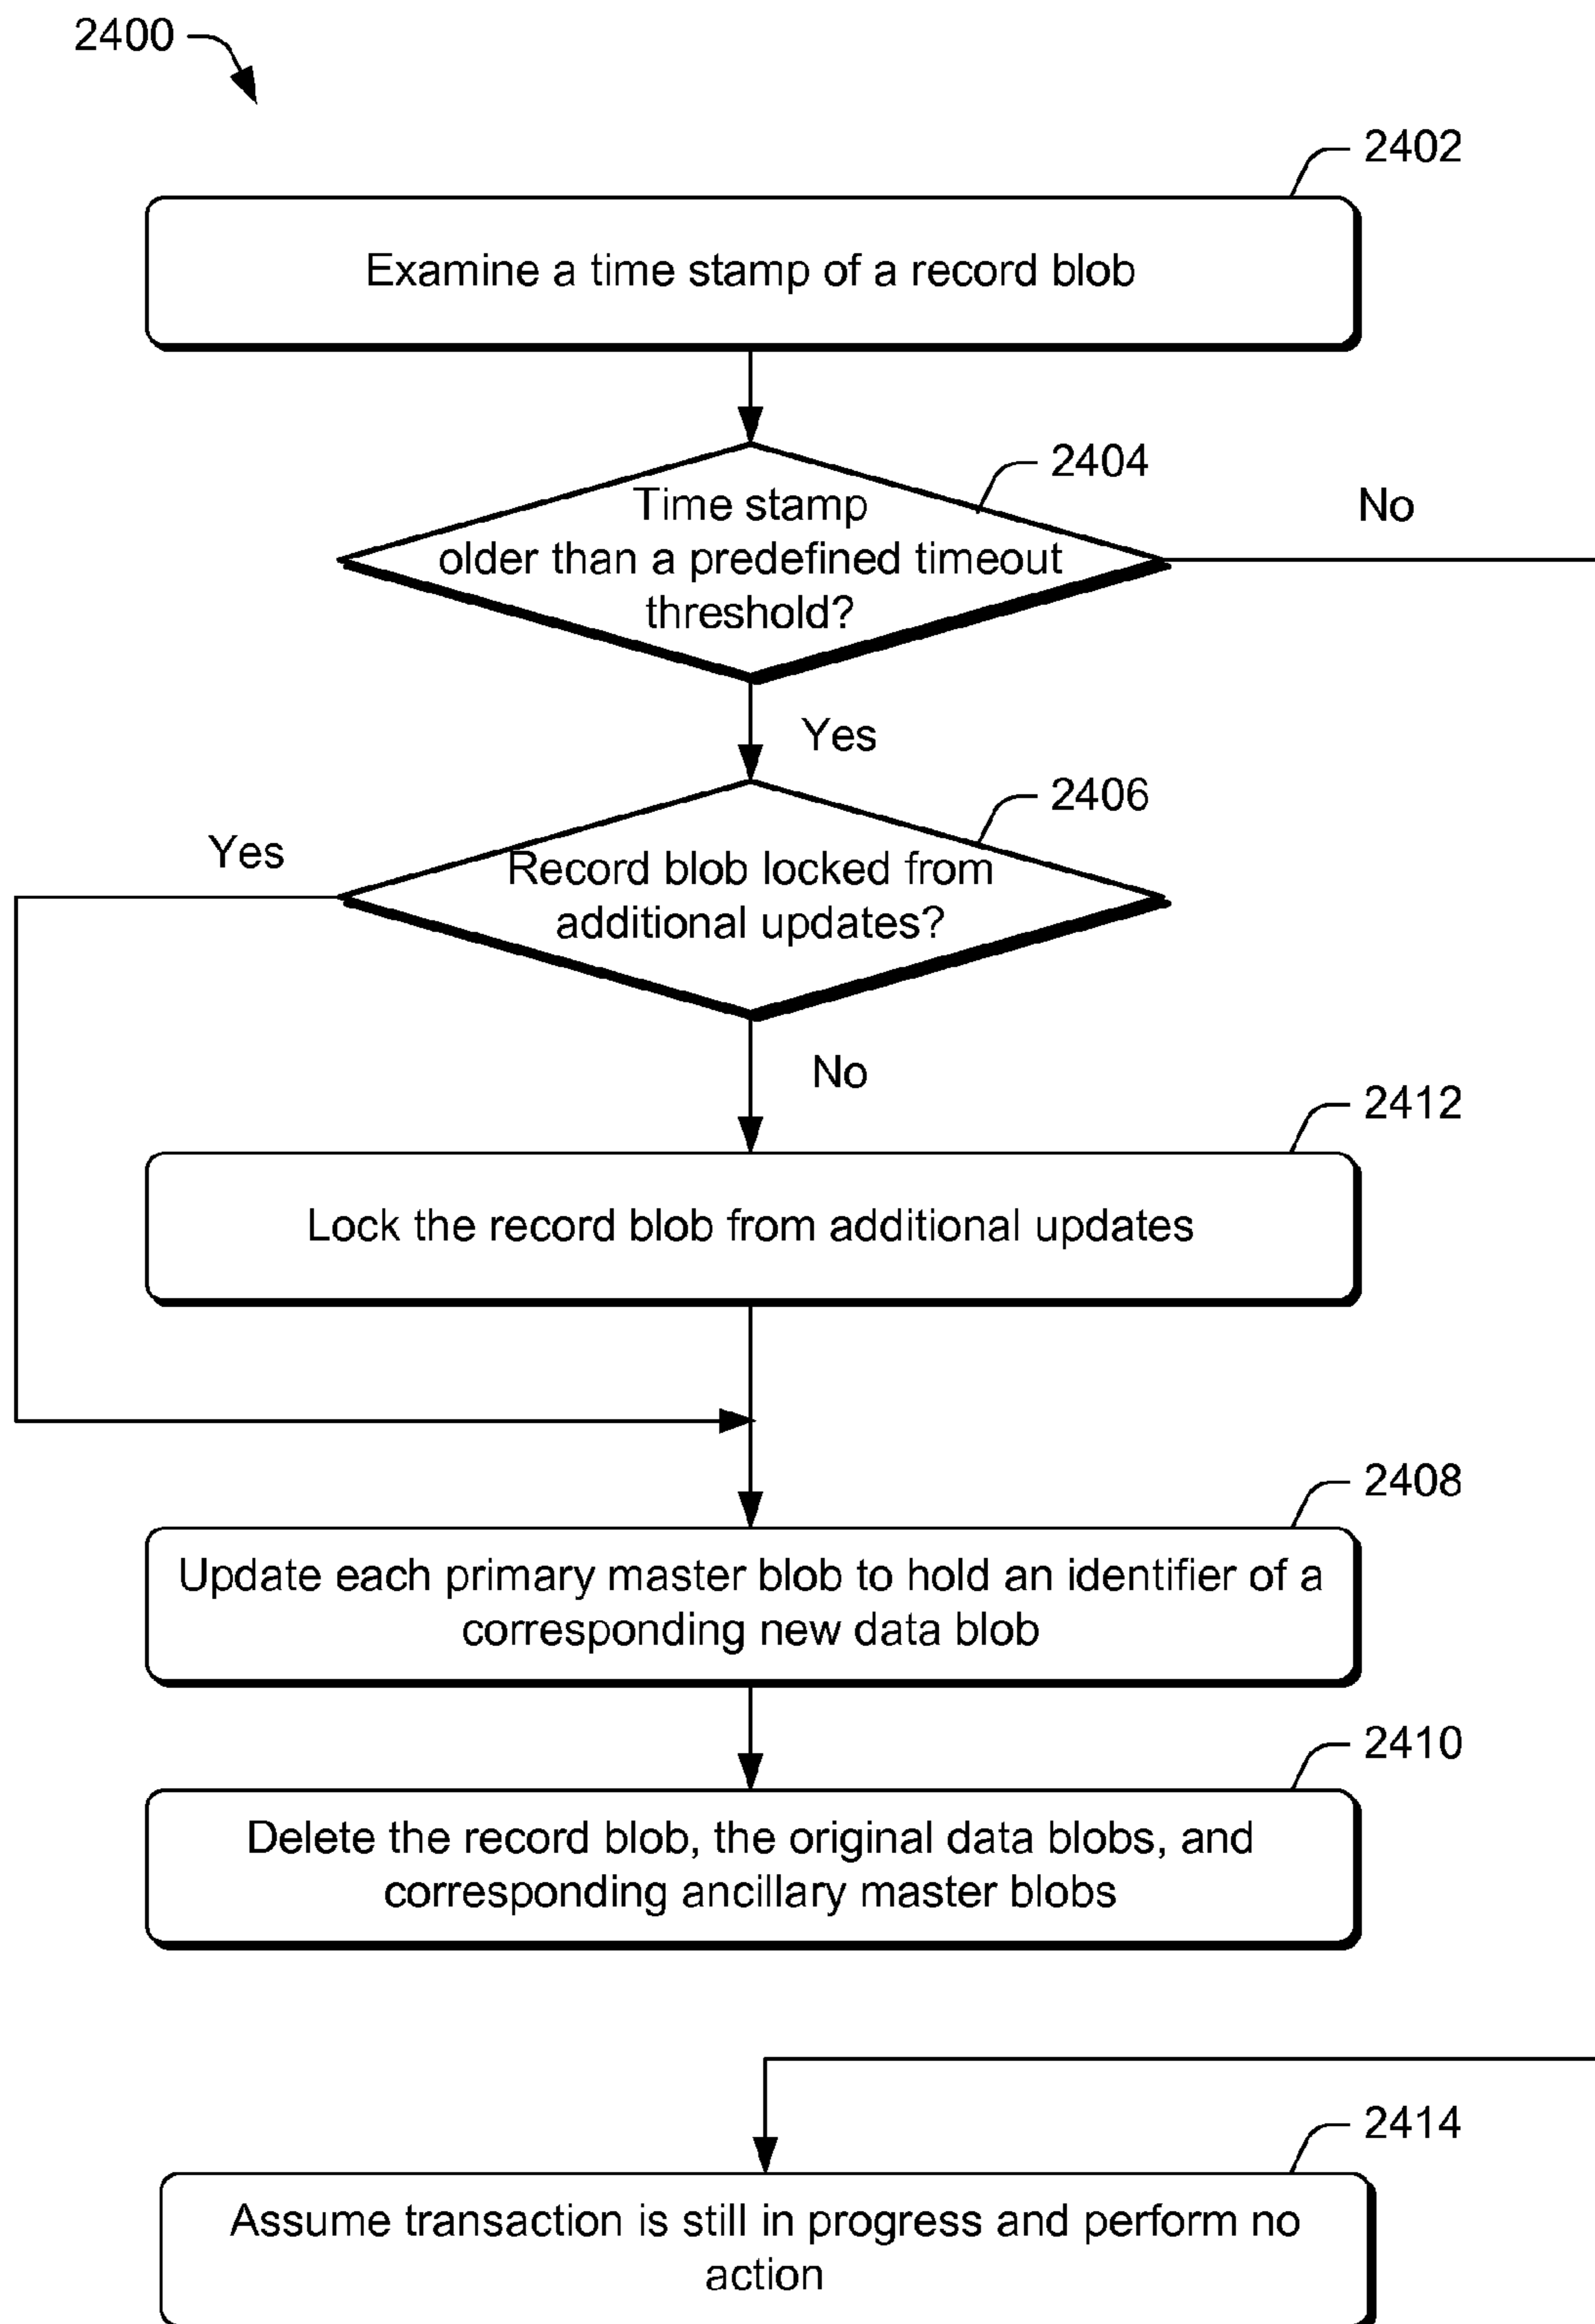 2400
2402
Examine a time stamp of a record blob
2404
Time stamp
older than a predefined timeout
threshold?
No
Yes
2406
Yes
Record blob locked from
additional updates?
No
2412
Lock the record blob from additional updates
2408
Update each primary master blob to hold an identifier of a
corresponding new data blob
2410
Delete the record blob, the original data blobs, and
corresponding ancillary master blobs
2414
Assume transaction is still in progress and perform no
action